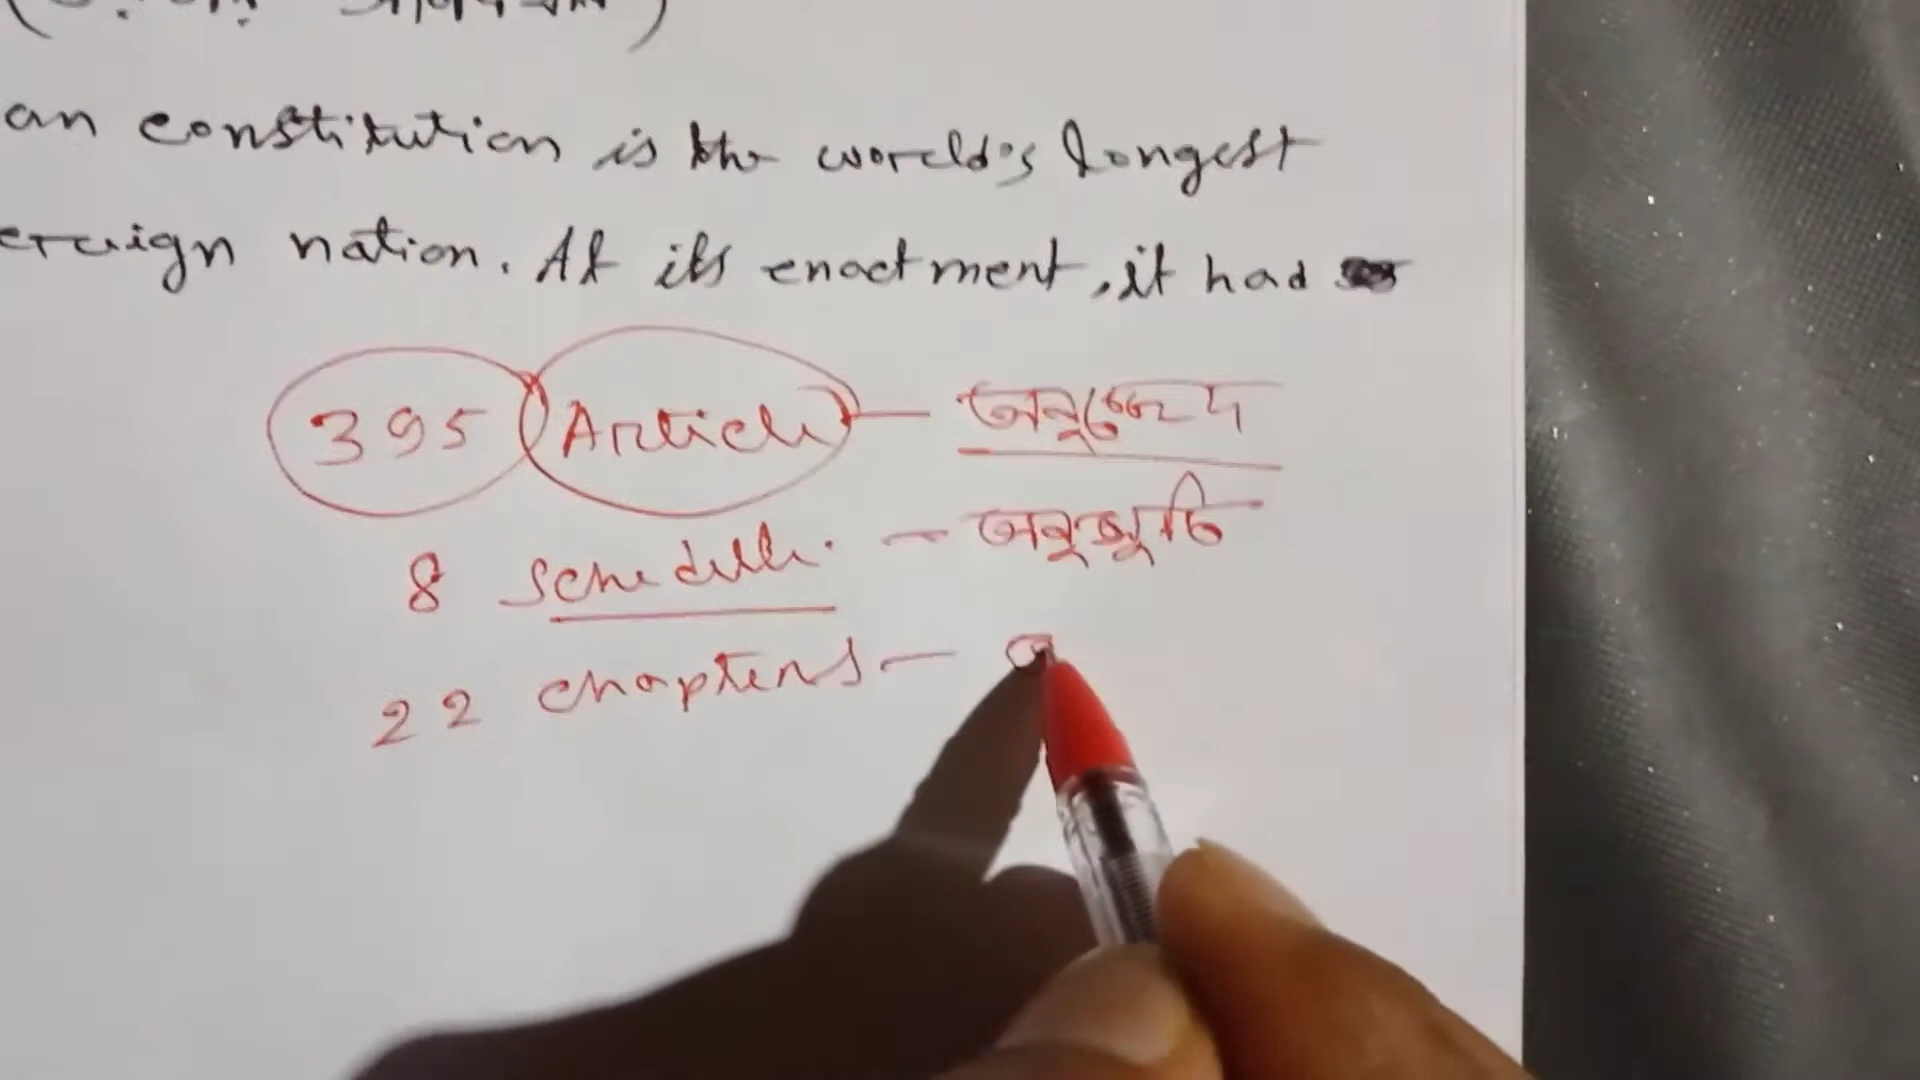 an constitution is the world's longest
ereign nation. At its enactment, it had
395 Article — অনুচ্ছেদ
8 Schedule. — অনুসূচি
22 chapters —